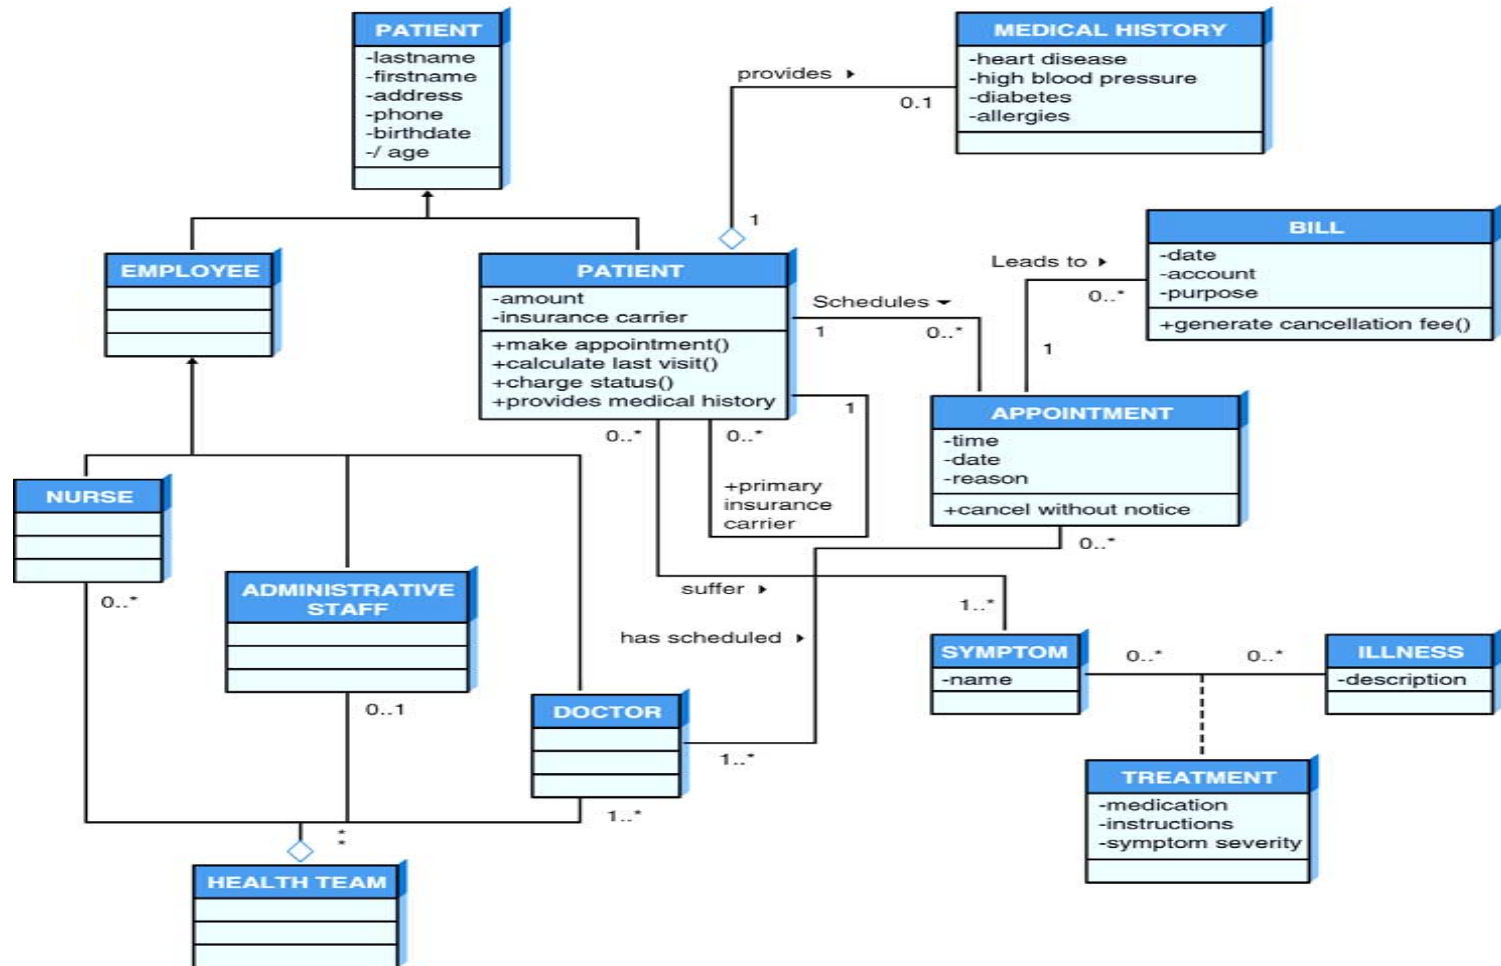 PATIENT
-lastname
-firstname
-address
-phone
-birthdate
-/ age
MEDICAL HISTORY
-heart disease
-high blood pressure
-diabetes
-allergies
provides
0.1
1
EMPLOYEE
PATIENT
-amount
-insurance carrier
+make appointment()
+calculate last visit()
+charge status()
+provides medical history
Schedules
1
0..*
Leads to
0..*
1
BILL
-date
-account
-purpose
+generate cancellation fee()
APPOINTMENT
-time
-date
-reason
+cancel without notice
0..*
0..*
0..*
1
+primary
insurance
carrier
NURSE
0..*
ADMINISTRATIVE
STAFF
0..1
suffer
1..*
has scheduled
DOCTOR
1..*
1..*
SYMPTOM
-name
0..*
0..*
ILLNESS
-description
TREATMENT
-medication
-instructions
-symptom severity
*
*
HEALTH TEAM